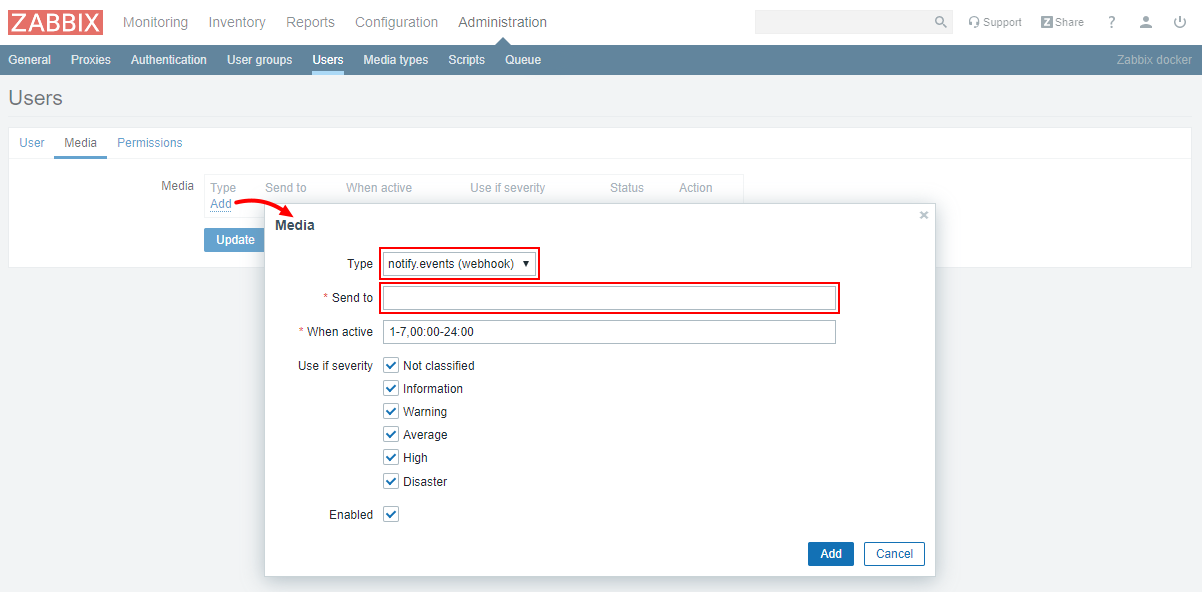 ZABBIX Monitoring Inventory Reports Configuration Administration Support Z Share ?
General Proxies Authentication User groups Users Media types Scripts Queue Zabbix docker
Users
User Media Permissions
Media Type Send to When active Use if severity Status Action
Add
Update
Media
Type notify.events (webhook)
* Send to
* When active 1-7,00:00-24:00
Use if severity Not classified
Information
Warning
Average
High
Disaster
Enabled
Add Cancel